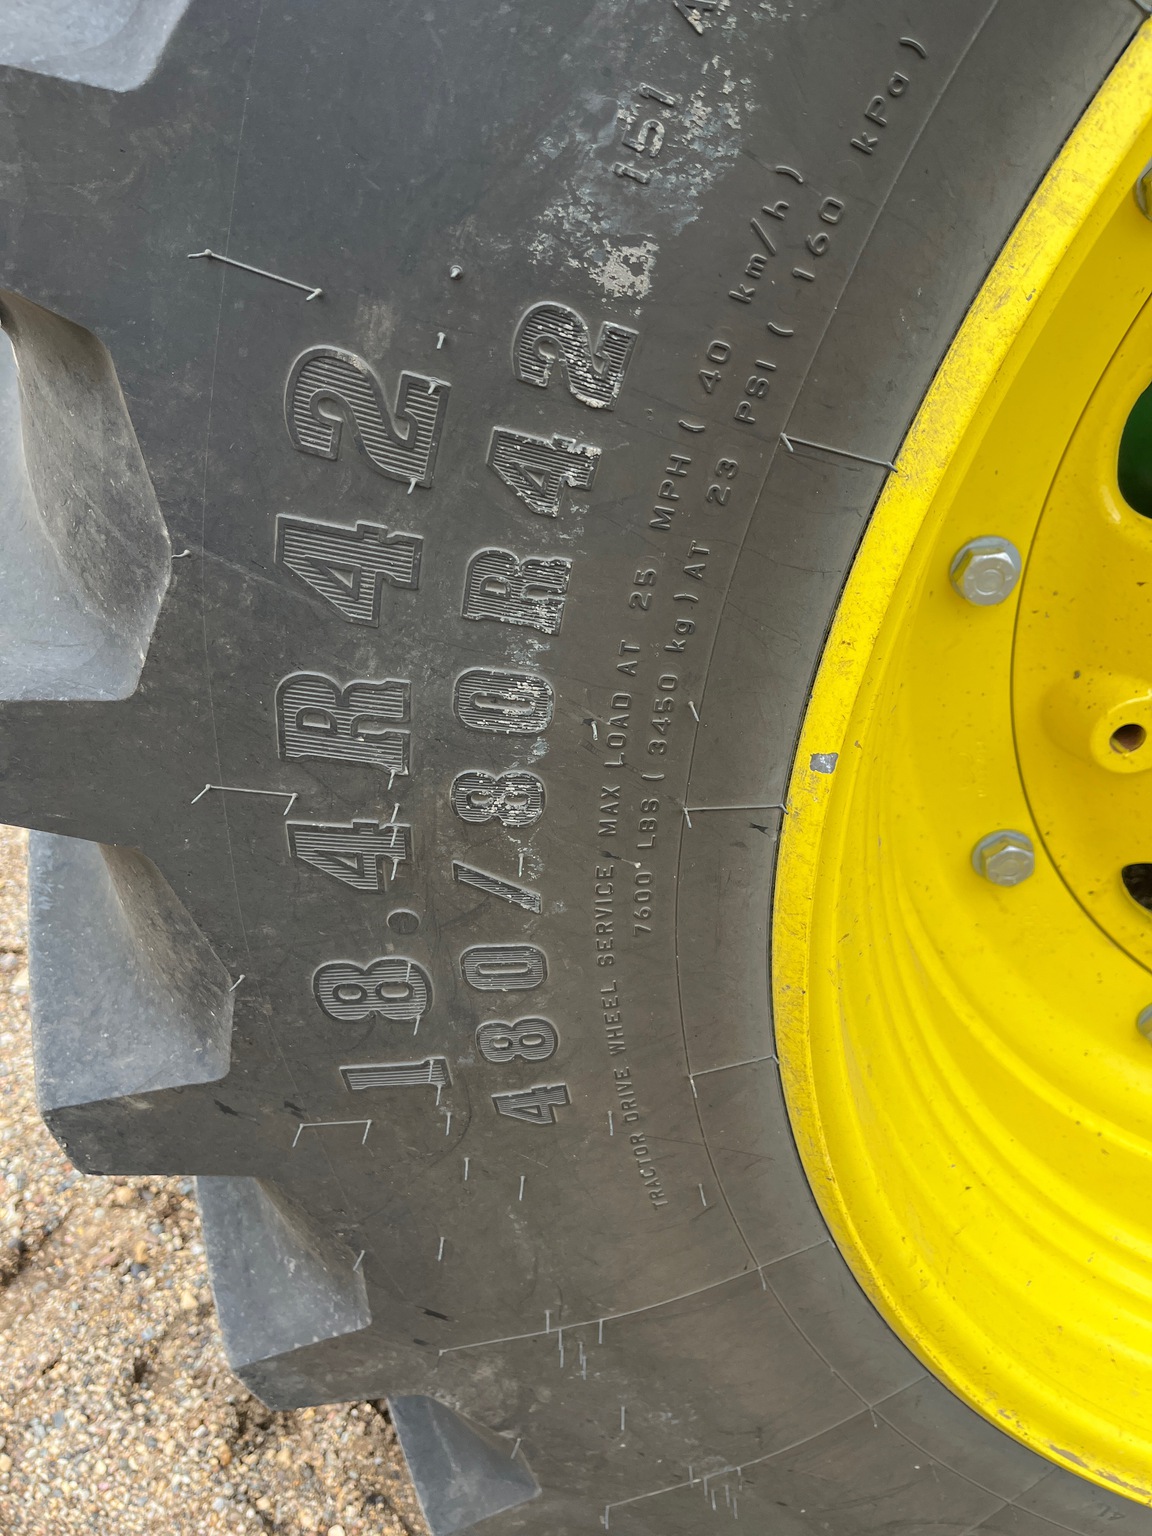 18.4R42
480/80R42
151 A
TRACTOR DRIVE WHEEL SERVICE, MAX LOAD AT 25 MPH ( 40 km/h )
7600 LBS ( 3450 kg ) AT 23 PSI ( 160 kPa )